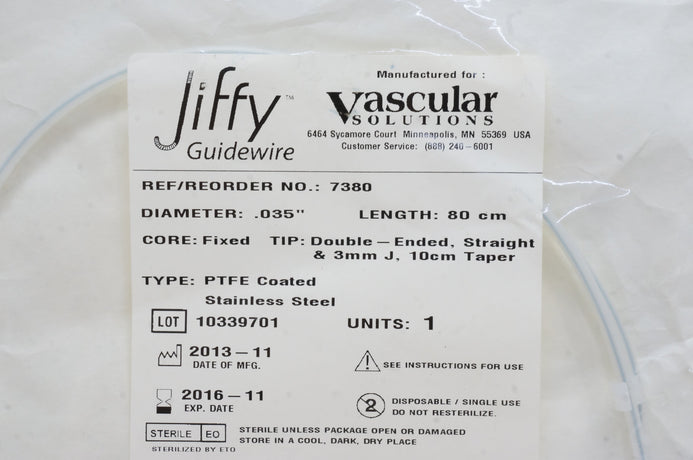 Jiffy™
Guidewire
Manufactured for :
Vascular
SOLUTIONS
6464 Sycamore Court Minneapolis, MN 55369 USA
Customer Service: (888) 240-6001
REF/REORDER NO.: 7380
DIAMETER: .035" LENGTH: 80 cm
CORE: Fixed TIP: Double – Ended, Straight
& 3mm J, 10cm Taper
TYPE: PTFE Coated
Stainless Steel
LOT 10339701 UNITS: 1
2013 – 11
DATE OF MFG.
SEE INSTRUCTIONS FOR USE
2016 – 11
EXP. DATE
2
DISPOSABLE / SINGLE USE
DO NOT RESTERILIZE.
STERILE EO
STERILE UNLESS PACKAGE OPEN OR DAMAGED
STORE IN A COOL, DARK, DRY PLACE
STERILIZED BY ETO